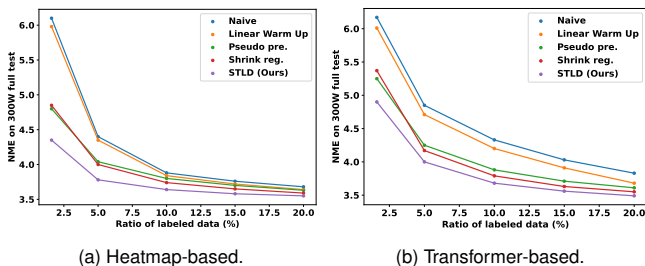 NME on 300W full test
6.0
5.5
5.0
4.5
4.0
3.5
Naive
Linear Warm Up
Pseudo pre.
Shrink reg.
STLD (Ours)
2.5 5.0 7.5 10.0 12.5 15.0 17.5 20.0
Ratio of labeled data (%)
(a) Heatmap-based.
NME on 300W full test
6.0
5.5
5.0
4.5
4.0
3.5
Naive
Linear Warm Up
Pseudo pre.
Shrink reg.
STLD (Ours)
2.5 5.0 7.5 10.0 12.5 15.0 17.5 20.0
Ratio of labeled data (%)
(b) Transformer-based.